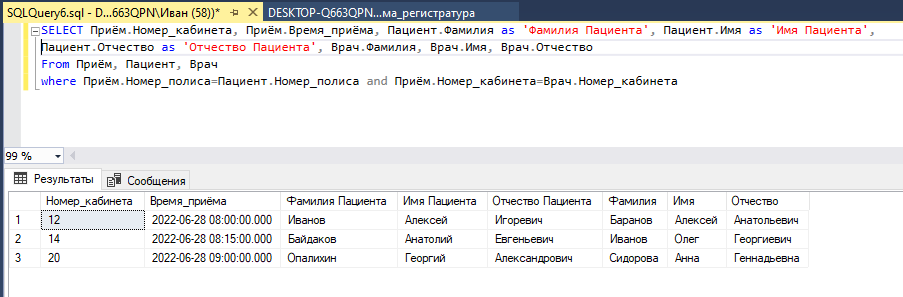 SQLQuery6.sql - D...663QPN\Иван (58))* DESKTOP-Q663QPN...ма_регистратура
SELECT Приём.Номер_кабинета, Приём.Время_приёма, Пациент.Фамилия as 'Фамилия Пациента', Пациент.Имя as 'Имя Пациента',
Пациент.Отчество as 'Отчество Пациента', Врач.Фамилия, Врач.Имя, Врач.Отчество
From Приём, Пациент, Врач
where Приём.Номер_полиса=Пациент.Номер_полиса and Приём.Номер_кабинета=Врач.Номер_кабинета
99 %
Результаты Сообщения
Номер_кабинета Время_приёма Фамилия Пациента Имя Пациента Отчество Пациента Фамилия Имя Отчество
1 12 2022-06-28 08:00:00.000 Иванов Алексей Игоревич Баранов Алексей Анатольевич
2 14 2022-06-28 08:15:00.000 Байдаков Анатолий Евгеньевич Иванов Олег Георгиевич
3 20 2022-06-28 09:00:00.000 Опалихин Георгий Александрович Сидорова Анна Геннадьевна